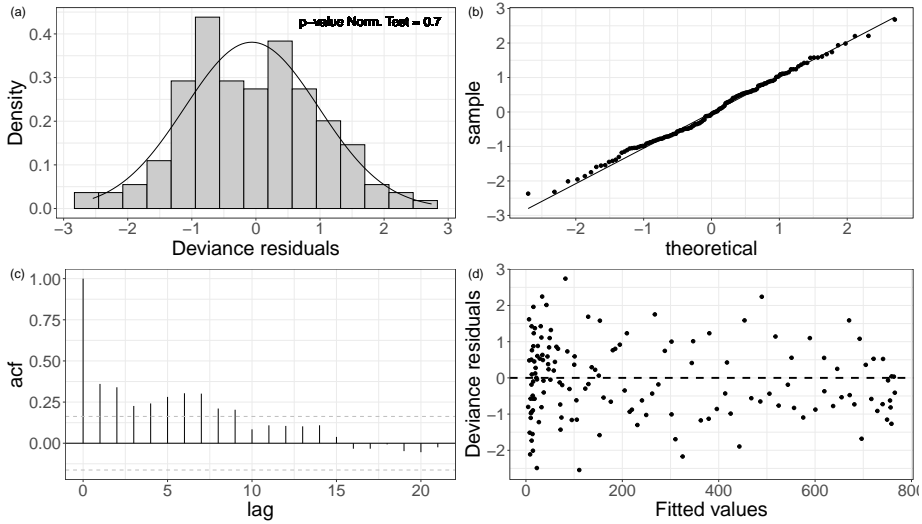 (a)
p-value Norm. Test = 0.7
Density
0.4
0.3
0.2
0.1
0.0
−3 −2 −1 0 1 2 3
Deviance residuals
(b)
sample
3
2
1
0
−1
−2
−3
−2 −1 0 1 2
theoretical
(c)
acf
1.00
0.75
0.50
0.25
0.00
0 5 10 15 20
lag
(d)
Deviance residuals
3
2
1
0
−1
−2
0 200 400 600 800
Fitted values